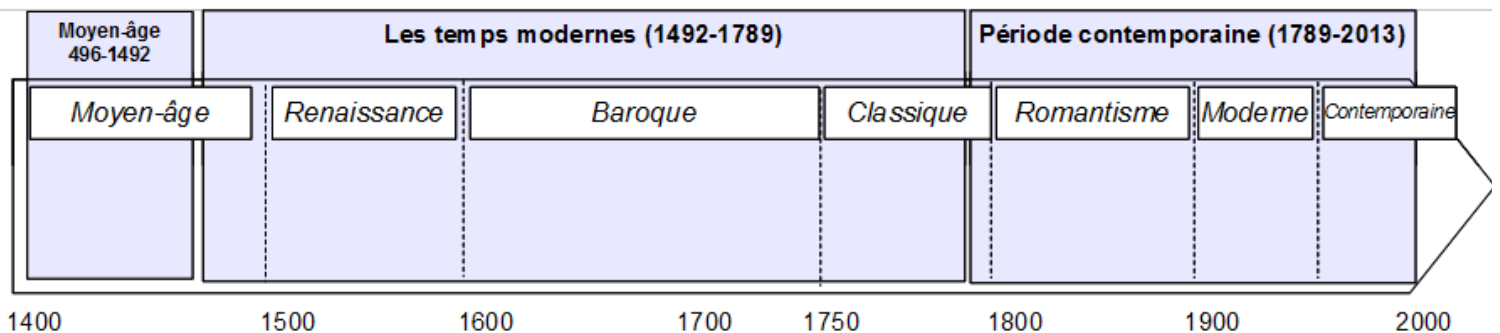 Moyen-âge
496-1492
Les temps modernes (1492-1789)
Période contemporaine (1789-2013)
Moyen-âge
Renaissance
Baroque
Classique
Romantisme
Moderne
Contemporaine
1400
1500
1600
1700
1750
1800
1900
2000